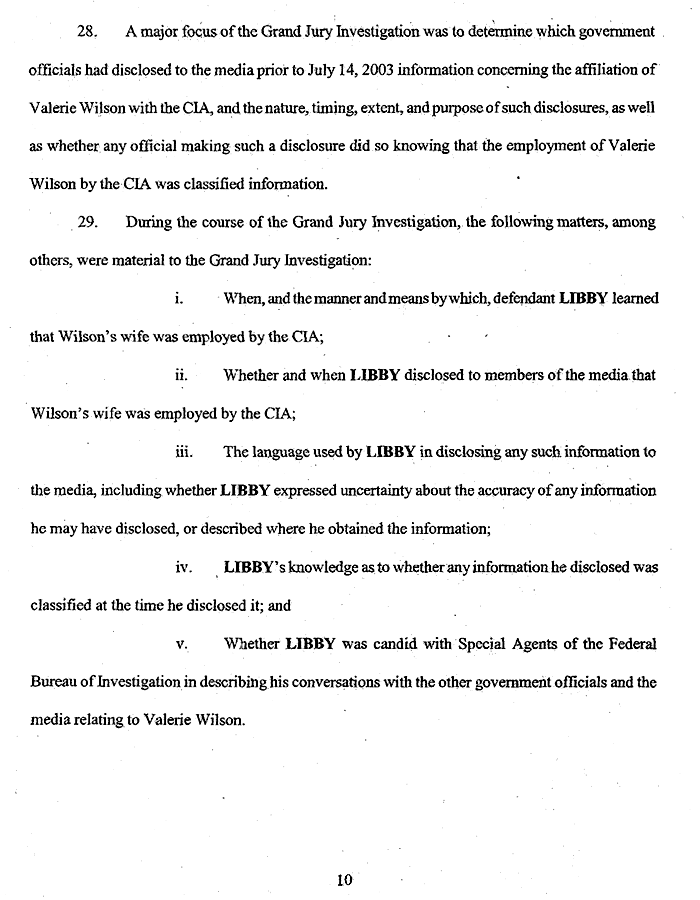 28. A major focus of the Grand Jury Investigation was to determine which government
officials had disclosed to the media prior to July 14, 2003 information concerning the affiliation of
Valerie Wilson with the CIA, and the nature, timing, extent, and purpose of such disclosures, as well
as whether any official making such a disclosure did so knowing that the employment of Valerie
Wilson by the CIA was classified information.
29. During the course of the Grand Jury Investigation, the following matters, among
others, were material to the Grand Jury Investigation:
i. When, and the manner and means by which, defendant LIBBY learned
that Wilson's wife was employed by the CIA;
ii. Whether and when LIBBY disclosed to members of the media that
Wilson's wife was employed by the CIA;
iii. The language used by LIBBY in disclosing any such information to
the media, including whether LIBBY expressed uncertainty about the accuracy of any information
he may have disclosed, or described where he obtained the information;
iv. LIBBY's knowledge as to whether any information he disclosed was
classified at the time he disclosed it; and
v. Whether LIBBY was candid with Special Agents of the Federal
Bureau of Investigation in describing his conversations with the other government officials and the
media relating to Valerie Wilson.
10